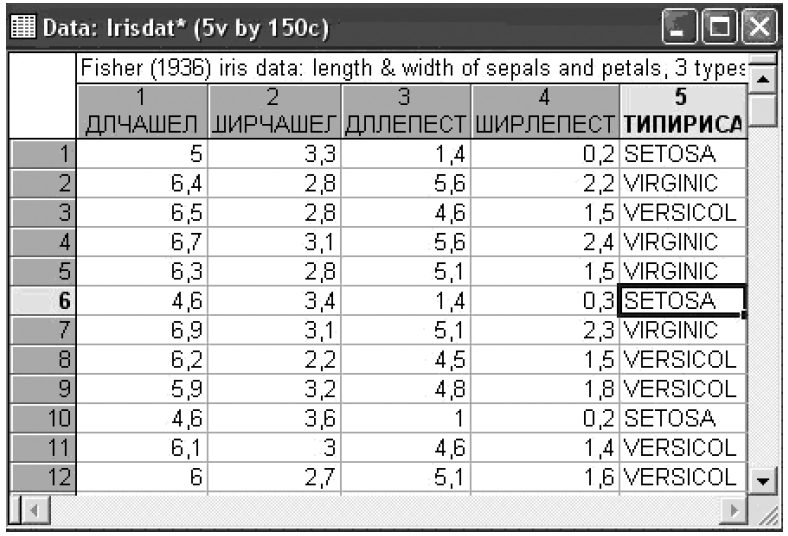 Data: Irisdat* (5v by 150c)
Fisher (1936) iris data: length & width of sepals and petals, 3 types
1 2 3 4 5
ДЛЧАШЕЛ ШИРЧАШЕЛ ДЛЛЕПЕСТ ШИРЛЕПЕСТ ТИПИРИСА
1 5 3,3 1,4 0,2 SETOSA
2 6,4 2,8 5,6 2,2 VIRGINIC
3 6,5 2,8 4,6 1,5 VERSICOL
4 6,7 3,1 5,6 2,4 VIRGINIC
5 6,3 2,8 5,1 1,5 VIRGINIC
6 4,6 3,4 1,4 0,3 SETOSA
7 6,9 3,1 5,1 2,3 VIRGINIC
8 6,2 2,2 4,5 1,5 VERSICOL
9 5,9 3,2 4,8 1,8 VERSICOL
10 4,6 3,6 1 0,2 SETOSA
11 6,1 3 4,6 1,4 VERSICOL
12 6 2,7 5,1 1,6 VERSICOL